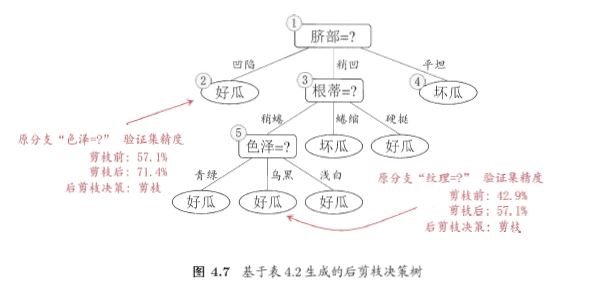 ①
脐部=?
凹陷 稍凹 平坦
② 好瓜 ③ 根蒂=? ④ 坏瓜
稍蜷 蜷缩 硬挺
⑤ 色泽=? 坏瓜 好瓜
青绿 乌黑 浅白
好瓜 好瓜 好瓜
原分支“色泽=?” 验证集精度
剪枝前: 57.1%
剪枝后: 71.4%
后剪枝决策: 剪枝
原分支“纹理=?” 验证集精度
剪枝前: 42.9%
剪枝后: 57.1%
后剪枝决策: 剪枝
图 4.7 基于表 4.2 生成的后剪枝决策树